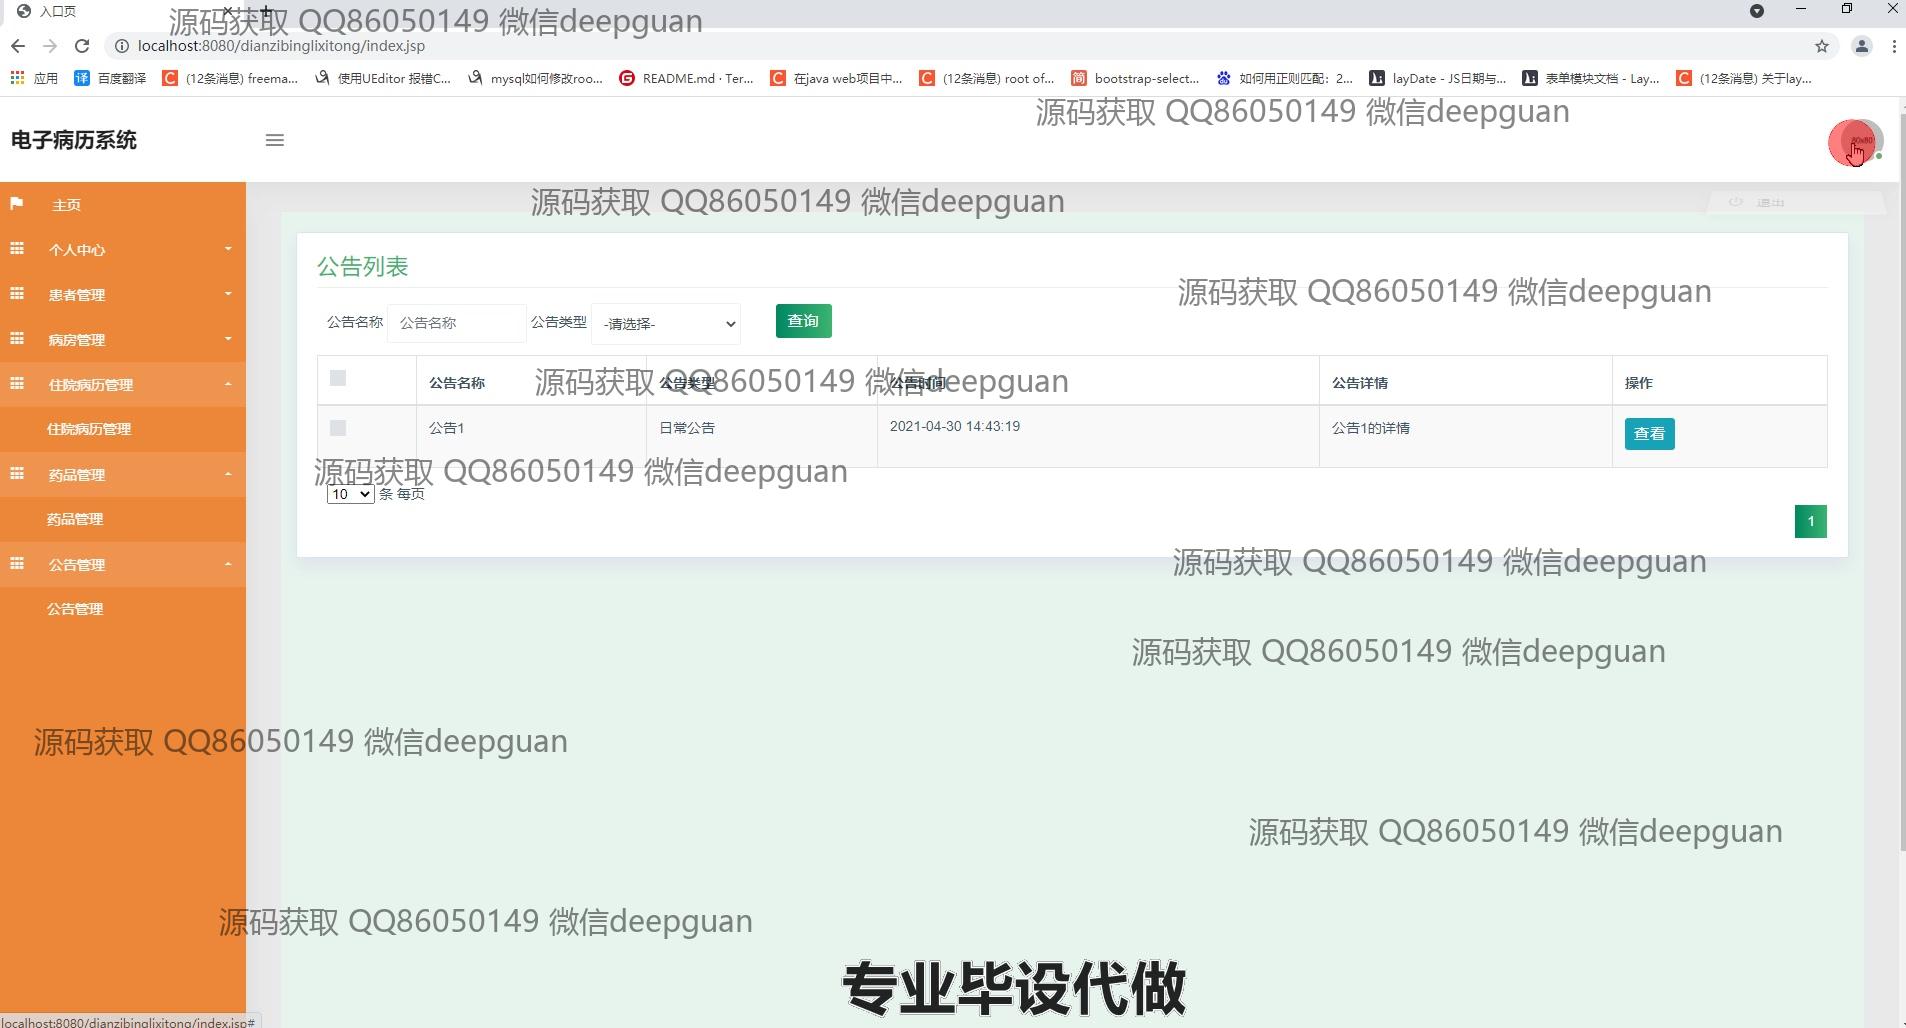 入口页
源码获取 QQ86050149 微信deepguan
localhost:8080/dianzibinglixitong/index.jsp
应用
百度翻译
(12条消息) freema...
使用UEditor 报错C...
mysql如何修改roo...
README.md · Ter...
在java web项目中...
(12条消息) root of...
bootstrap-select...
如何用正则匹配：2...
layDate - JS日期与...
表单模块文档 - Lay...
(12条消息) 关于lay...
源码获取 QQ86050149 微信deepguan
电子病历系统
80x80
源码获取 QQ86050149 微信deepguan
退出
主页
个人中心
患者管理
病房管理
住院病历管理
住院病历管理
药品管理
药品管理
公告管理
公告管理
公告列表
源码获取 QQ86050149 微信deepguan
公告名称 公告名称 公告类型 -请选择- 查询
公告名称 公告类型 公告时间 公告详情 操作
源码获取 QQ86050149 微信deepguan
公告1 日常公告 2021-04-30 14:43:19 公告1的详情 查看
源码获取 QQ86050149 微信deepguan
10 条 每页
1
源码获取 QQ86050149 微信deepguan
源码获取 QQ86050149 微信deepguan
源码获取 QQ86050149 微信deepguan
源码获取 QQ86050149 微信deepguan
源码获取 QQ86050149 微信deepguan
专业毕设代做
localhost:8080/dianzibinglixitong/index.jsp#